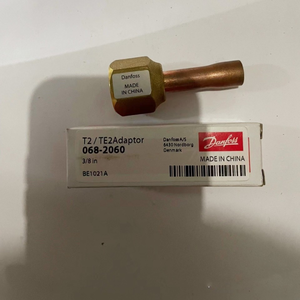 Danfoss
MADE
IN CHINA
T2 / TE2Adaptor
068-2060
3/8 in
BE1021A
Danfoss A/S
6430 Nordborg,
Denmark
Danfoss
MADE IN CHINA